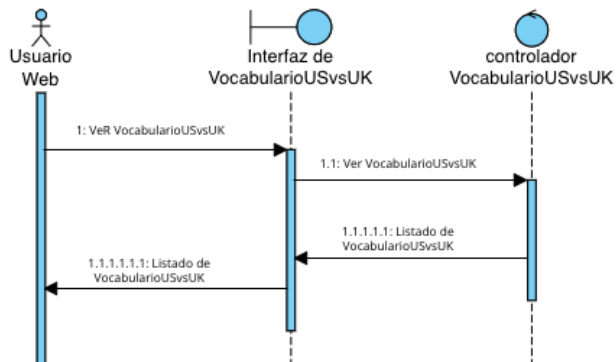 Usuario
Web
Interfaz de
VocabularioUSvsUK
controlador
VocabularioUSvsUK
1: VeR VocabularioUSvsUK
1.1: Ver VocabularioUSvsUK
1.1.1.1.1: Listado de
VocabularioUSvsUK
1.1.1.1.1.1: Listado de
VocabularioUSvsUK